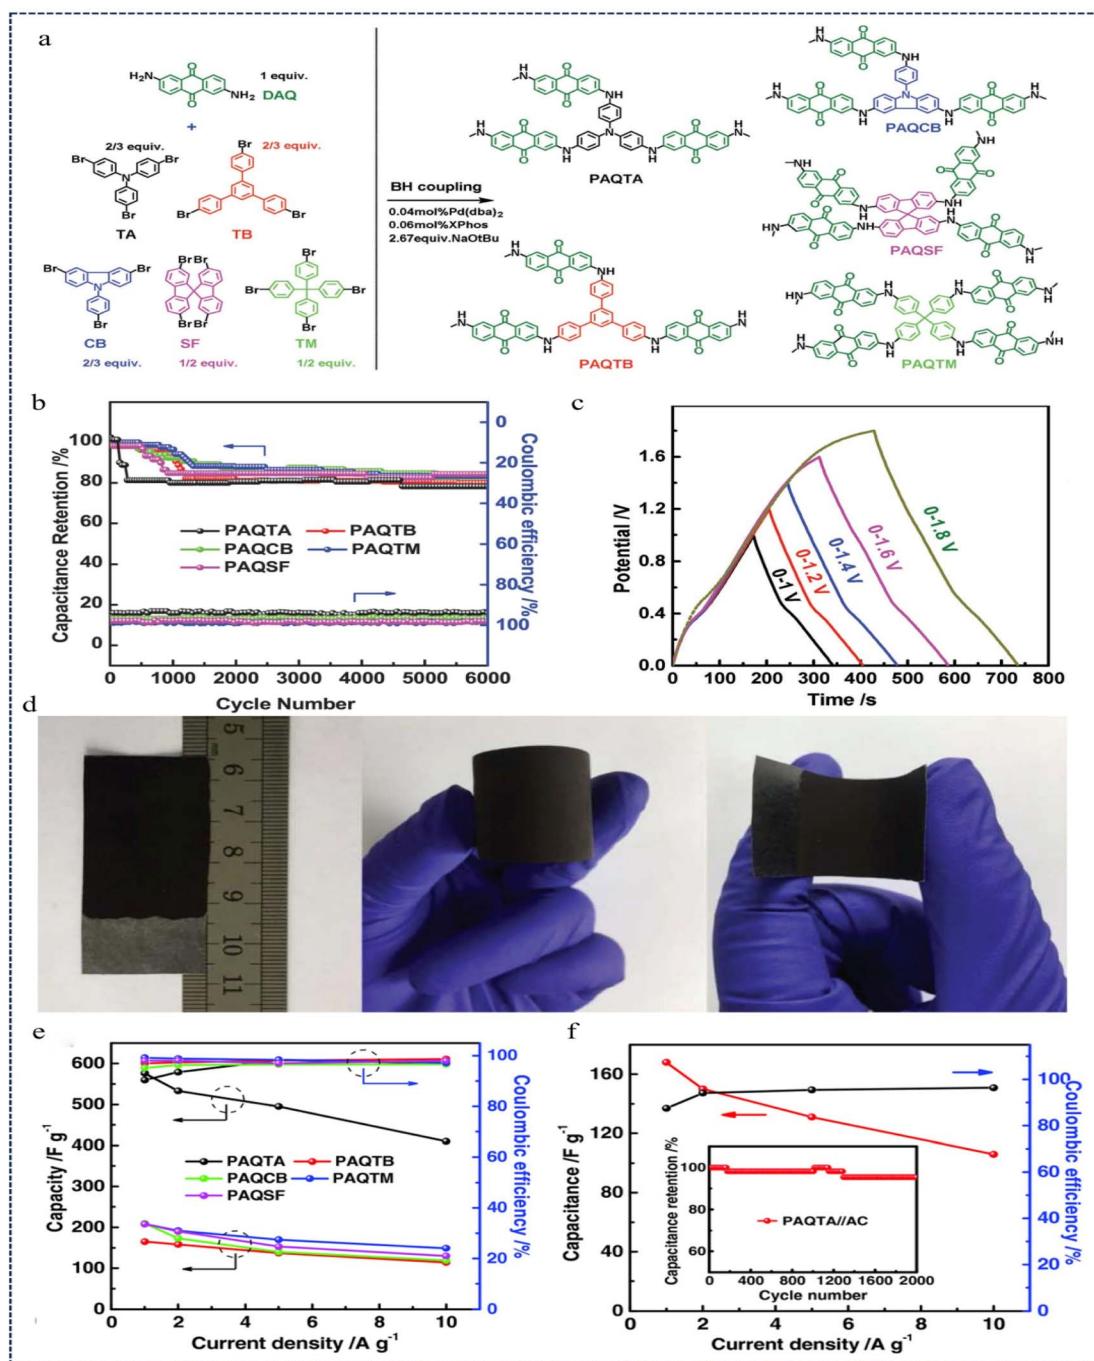 a
H₂N
NH₂
1 equiv.
DAQ
+
2/3 equiv.
2/3 equiv.
Br
Br
Br
N
Br
Br
Br
TA
TB
Br
Br
N
Br
Br
Br
Br
Br
Br
Br
Br
Br
CB
SF
TM
2/3 equiv.
1/2 equiv.
1/2 equiv.
BH coupling
0.04mol%Pd(dba)₂
0.06mol%XPhos
2.67equiv.NaOtBu
PAQTA
PAQCB
PAQSF
PAQTB
PAQTM
b
100
80
60
40
20
0
Capacitance Retention /%
0
20
40
60
80
100
Coulombic efficiency /%
PAQTA
PAQTB
PAQCB
PAQTM
PAQSF
0 1000 2000 3000 4000 5000 6000
Cycle Number
c
1.6
1.2
0.8
0.4
0.0
Potential /V
0-1 V
0-1.2 V
0-1.4 V
0-1.6 V
0-1.8 V
0 100 200 300 400 500 600 700 800
Time /s
d
5
6
7
8
9
10
11
e
600
500
400
300
200
100
0
Capacity /F g⁻¹
100
80
60
40
20
0
Coulombic efficiency /%
PAQTA
PAQTB
PAQCB
PAQTM
PAQSF
0 2 4 6 8 10
Current density /A g⁻¹
f
160
140
120
100
80
60
Capacitance /F g⁻¹
100
80
60
40
20
0
Coulombic efficiency /%
100
80
60
Capacitance retention /%
PAQTA//AC
0 400 800 1200 1600 2000
Cycle number
0 2 4 6 8 10
Current density /A g⁻¹